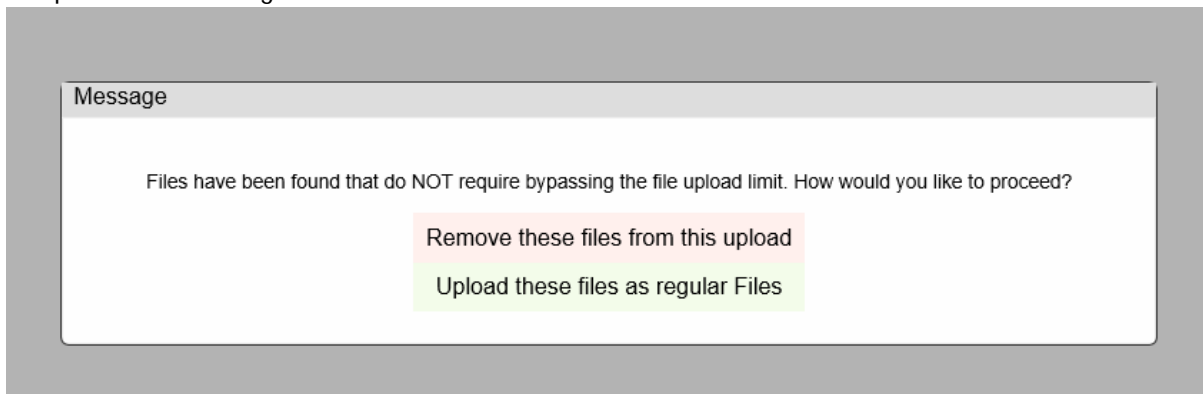 Message
Files have been found that do NOT require bypassing the file upload limit. How would you like to proceed?
Remove these files from this upload
Upload these files as regular Files